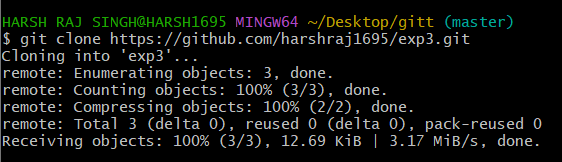 HARSH RAJ SINGH@HARSH1695 MINGW64 ~/Desktop/gitt (master)
$ git clone https://github.com/harshraj1695/exp3.git
Cloning into 'exp3'...
remote: Enumerating objects: 3, done.
remote: Counting objects: 100% (3/3), done.
remote: Compressing objects: 100% (2/2), done.
remote: Total 3 (delta 0), reused 0 (delta 0), pack-reused 0
Receiving objects: 100% (3/3), 12.69 KiB | 3.17 MiB/s, done.